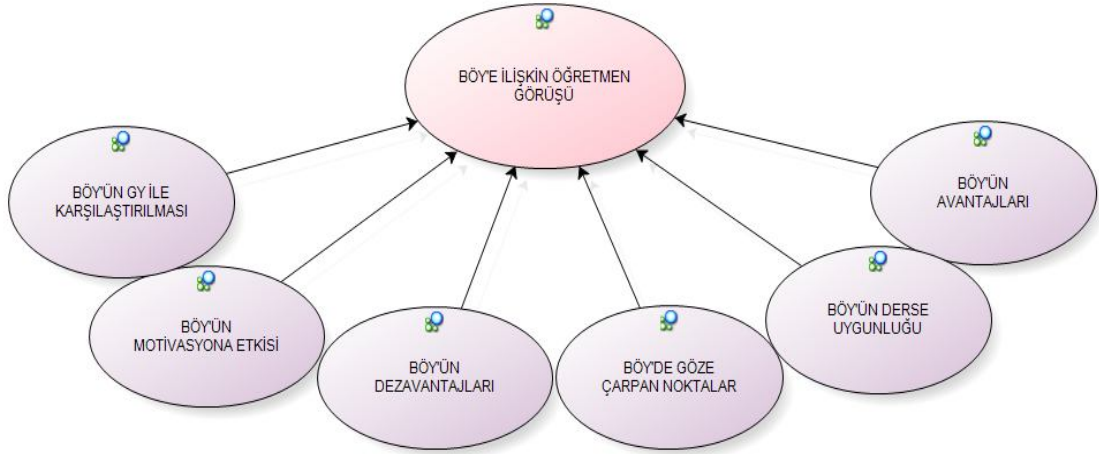 BÖY'E İLİŞKİN ÖĞRETMEN
GÖRÜŞÜ
BÖY'ÜN GY İLE
KARŞILAŞTIRILMASI
BÖY'ÜN
MOTİVASYONA ETKİSİ
BÖY'ÜN
DEZAVANTAJLARI
BÖY'DE GÖZE
ÇARPAN NOKTALAR
BÖY'ÜN DERSE
UYGUNLUĞU
BÖY'ÜN
AVANTAJLARI